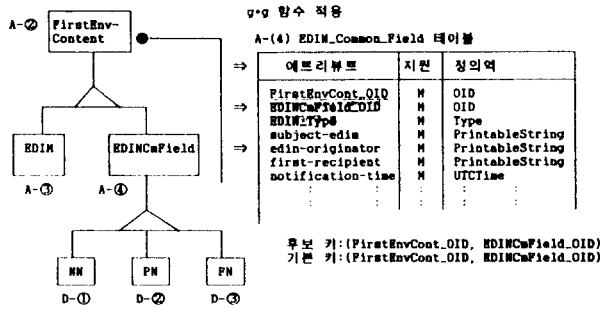 g∘g 함수 적용
A-② FirstEnv-
Content
A-(4) EDIN_Common_Field 테이블
⇒ 애트리뷰트 지원 정의역
FirstEnvCont_OID M OID
⇒ EDINCmField_OID M OID
EDIN_Type M Type
subject-edim M PrintableString
⇒ edin-originator M PrintableString
first-recipient M PrintableString
notification-time M UTCTime
: : :
EDIM EDINCmField
A-③ A-④
후보 키:(FirstEnvCont_OID, EDINCmField_OID)
기본 키:(FirstEnvCont_OID, EDINCmField_OID)
NN PN FN
D-① D-② D-③